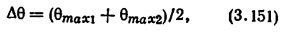 Δθ = (θmax1 + θmax2)/2, (3.151)